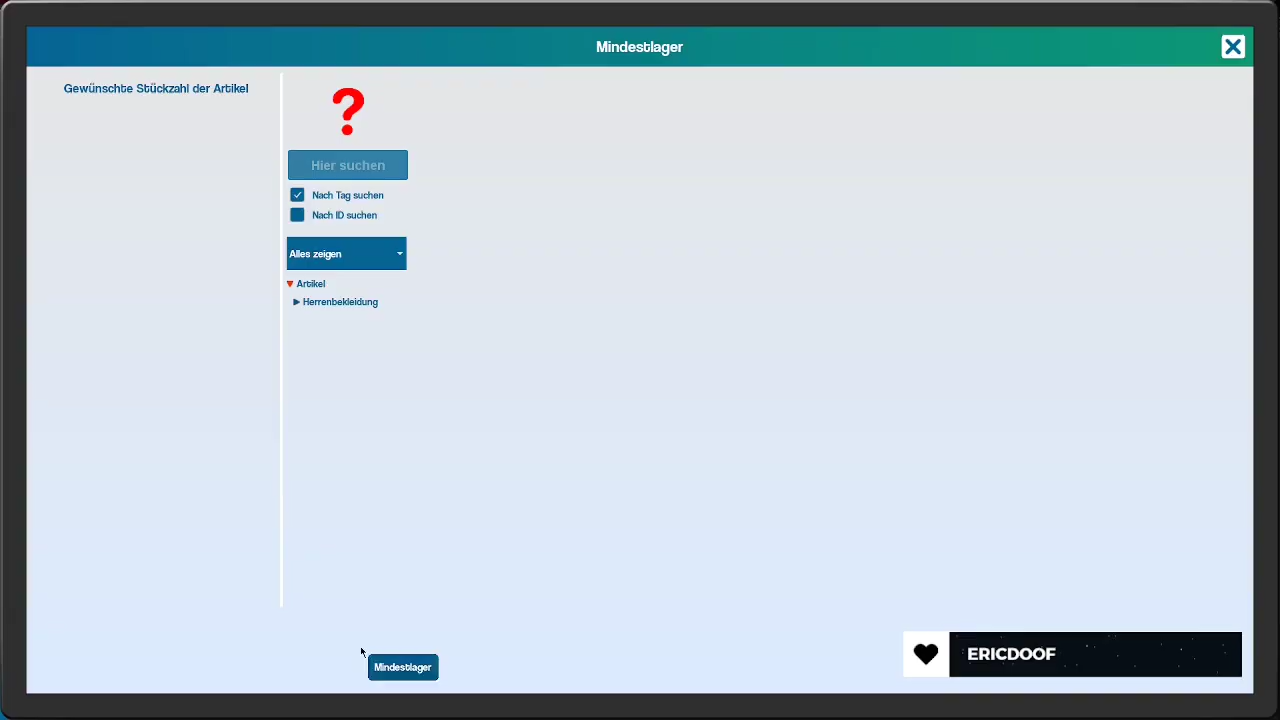 Mindestlager
Gewünschte Stückzahl der Artikel
?
Hier suchen
Nach Tag suchen
Nach ID suchen
Alles zeigen
Artikel
Herrenbekleidung
Mindestlager
ERICDOOF